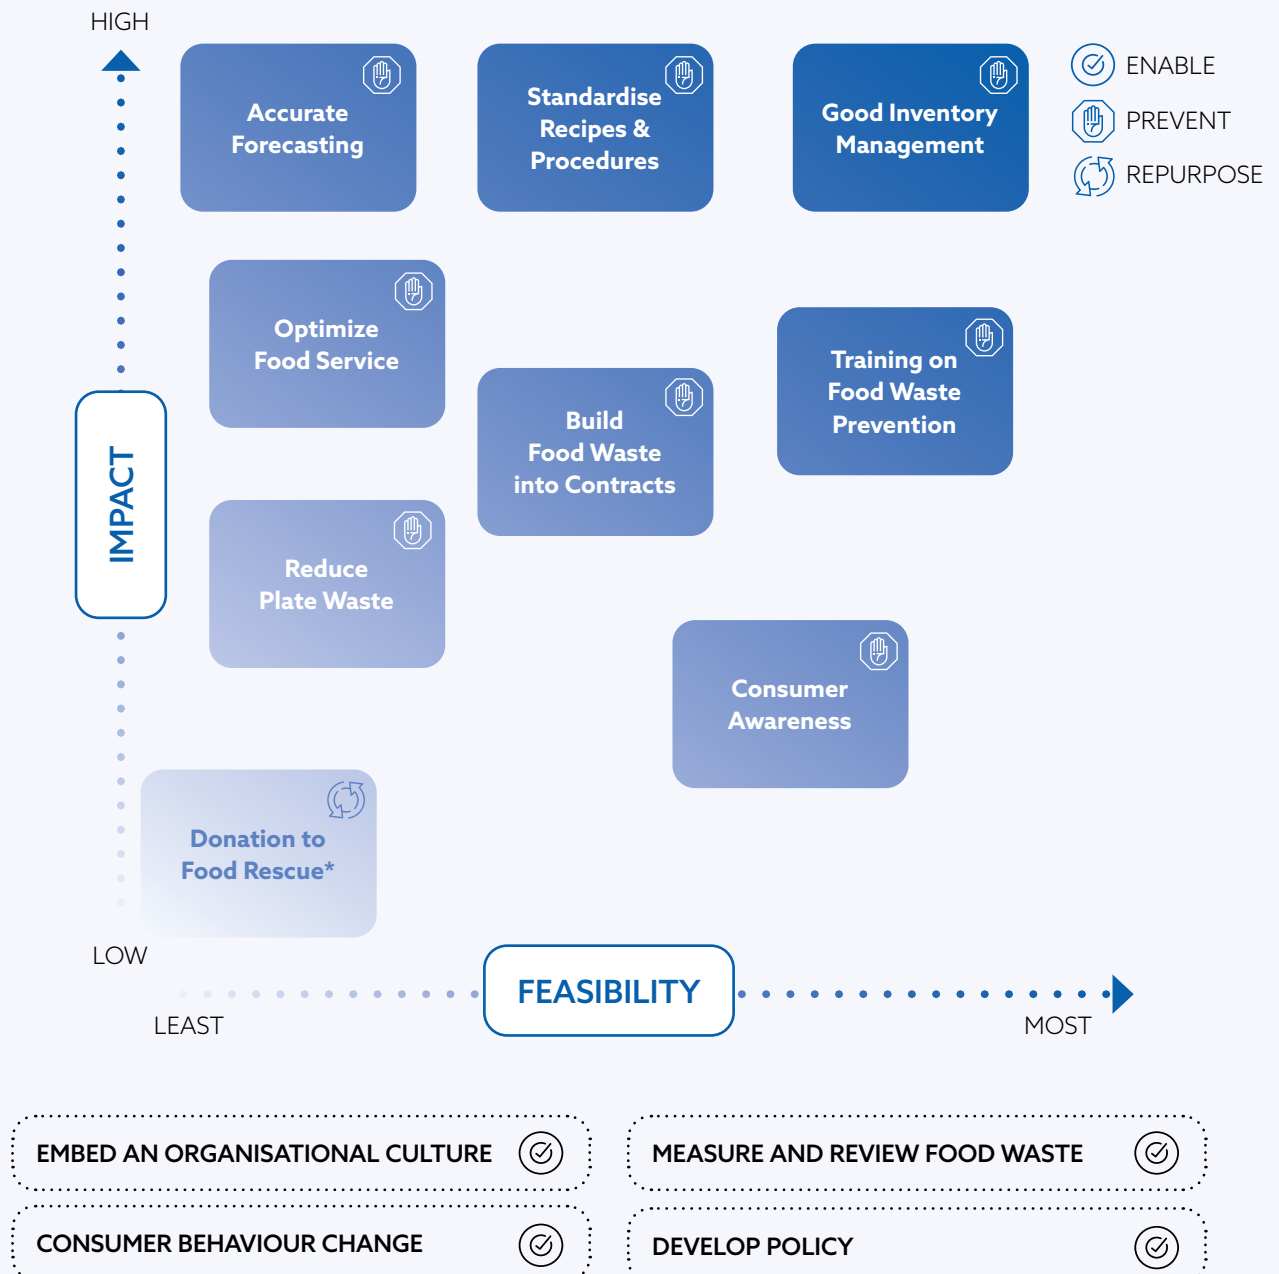 HIGH
Accurate
Forecasting
Standardise
Recipes &
Procedures
Good Inventory
Management
ENABLE
PREVENT
REPURPOSE
Optimize
Food Service
Training on
Food Waste
Prevention
Build
Food Waste
into Contracts
IMPACT
Reduce
Plate Waste
Consumer
Awareness
Donation to
Food Rescue*
LOW
FEASIBILITY
LEAST
MOST
EMBED AN ORGANISATIONAL CULTURE
MEASURE AND REVIEW FOOD WASTE
CONSUMER BEHAVIOUR CHANGE
DEVELOP POLICY